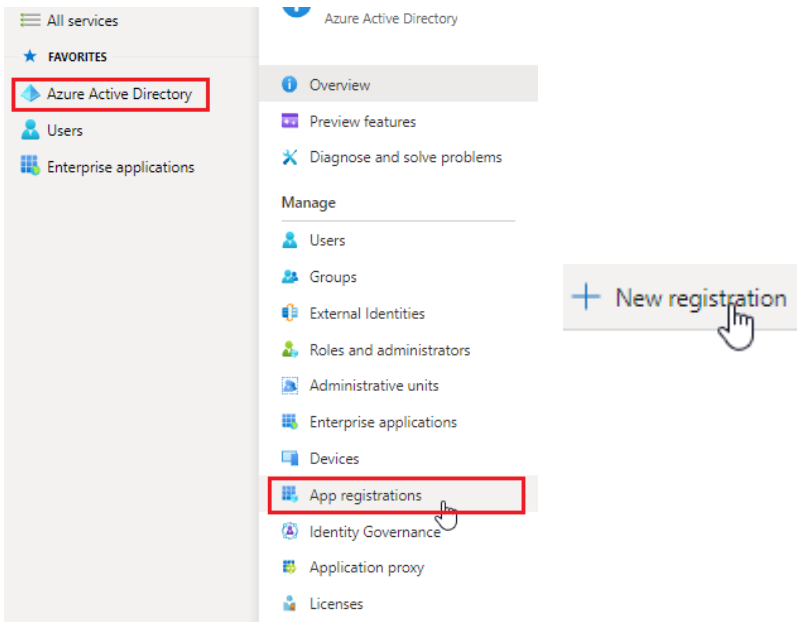 All services
FAVORITES
Azure Active Directory
Users
Enterprise applications
Azure Active Directory
Overview
Preview features
Diagnose and solve problems
Manage
Users
Groups
External Identities
Roles and administrators
Administrative units
Enterprise applications
Devices
App registrations
Identity Governance
Application proxy
Licenses
New registration